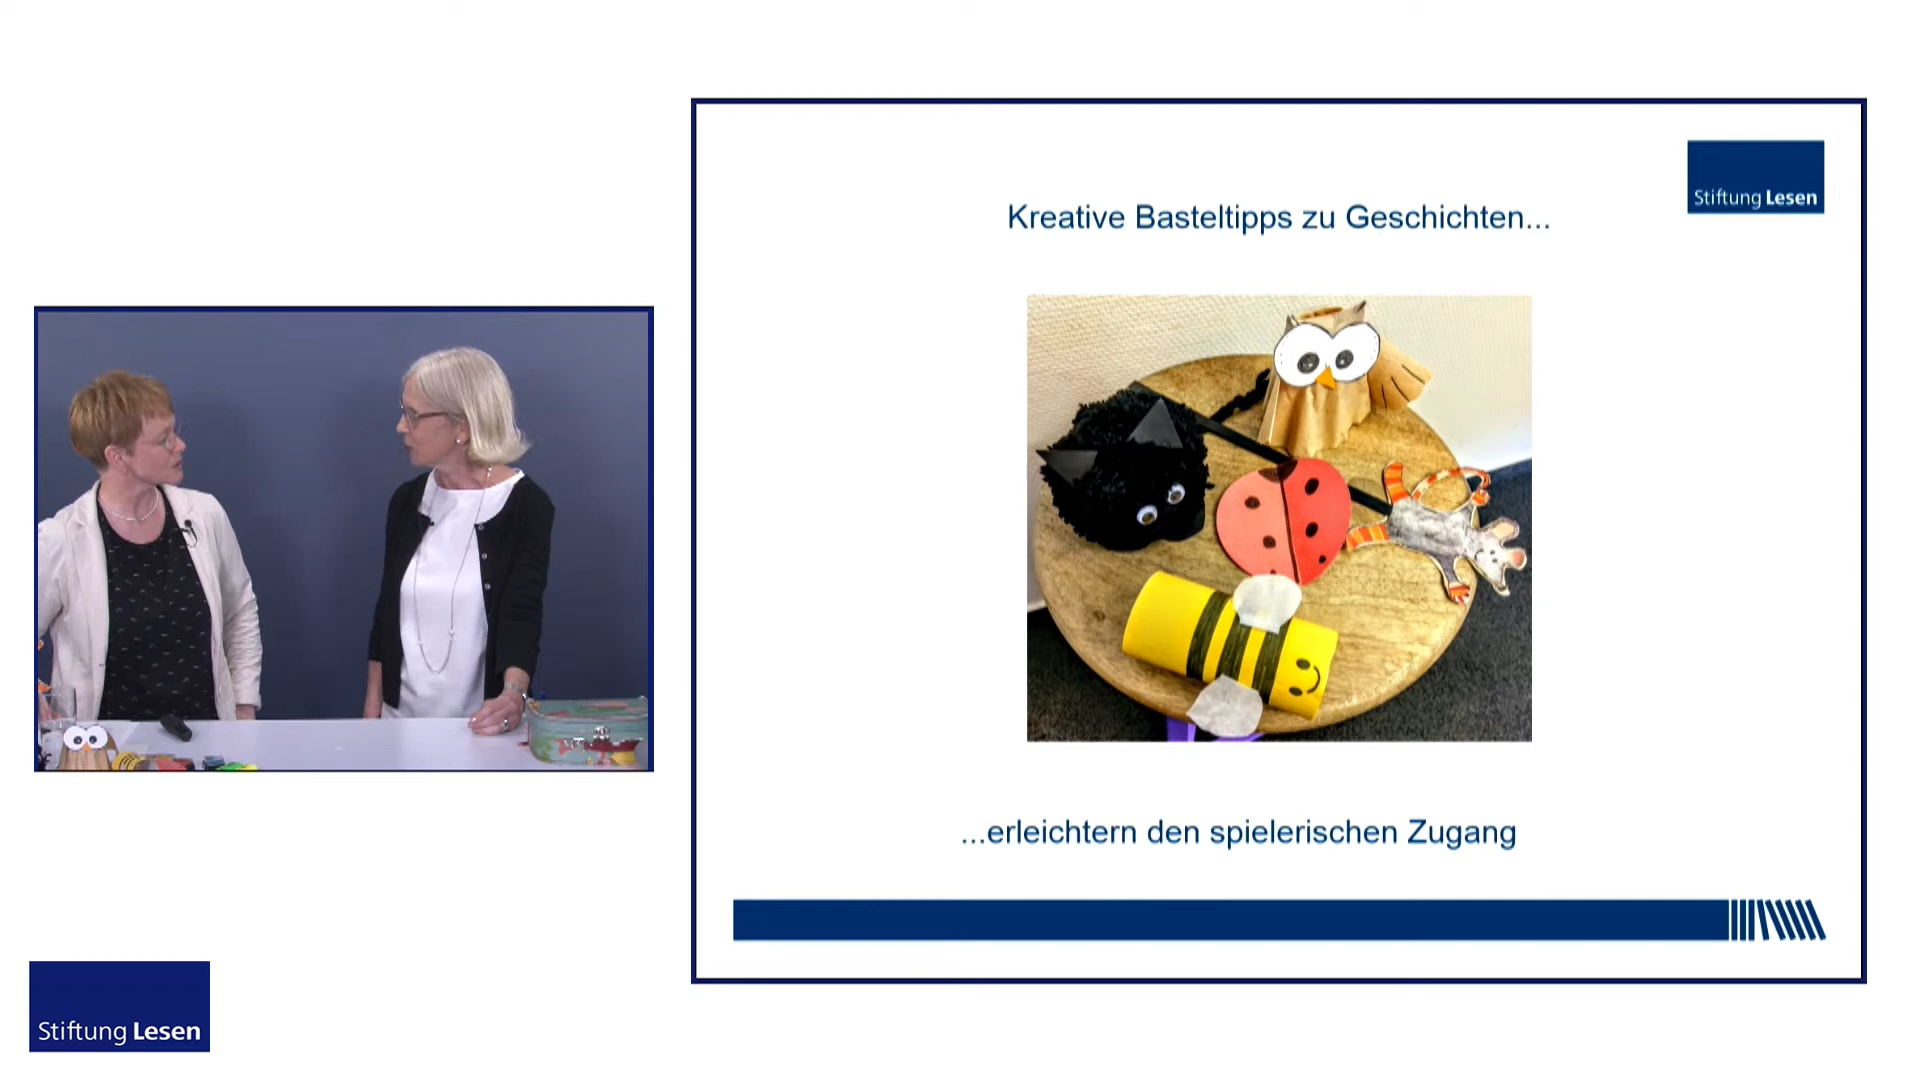 Stiftung Lesen
Kreative Basteltipps zu Geschichten...
...erleichtern den spielerischen Zugang
Stiftung Lesen